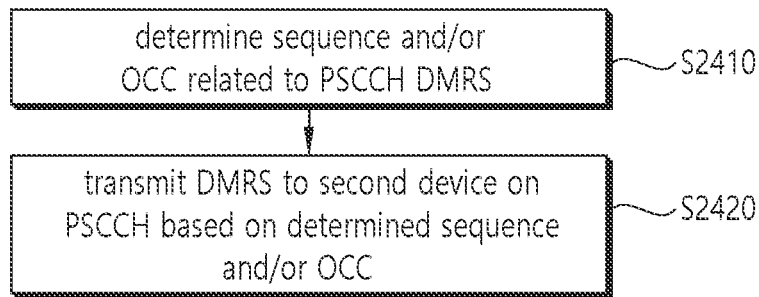 determine sequence and/or
OCC related to PSCCH DMRS
S2410
transmit DMRS to second device on
PSCCH based on determined sequence
and/or OCC
S2420